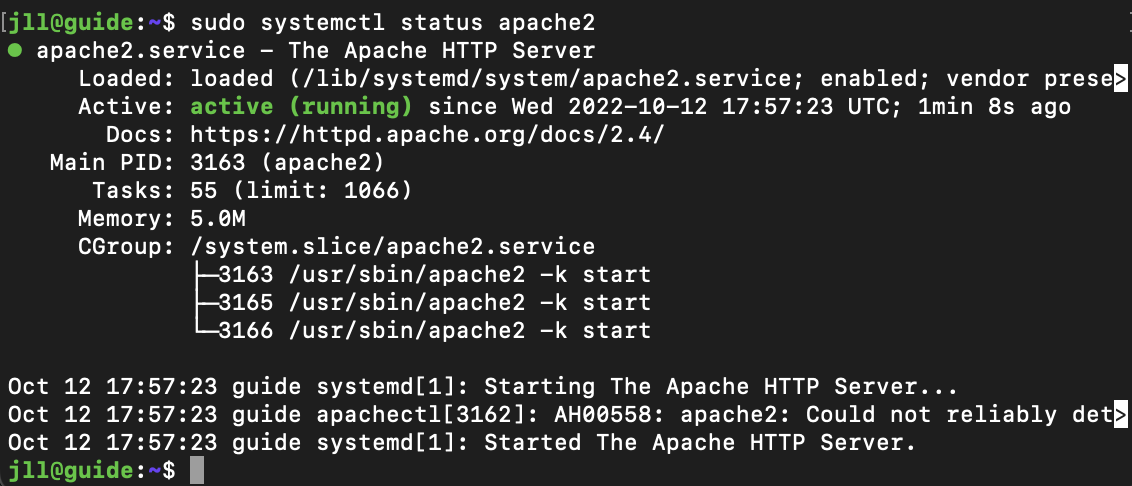 [jll@guide:~$ sudo systemctl status apache2
● apache2.service – The Apache HTTP Server
     Loaded: loaded (/lib/systemd/system/apache2.service; enabled; vendor prese>
     Active: active (running) since Wed 2022-10-12 17:57:23 UTC; 1min 8s ago
       Docs: https://httpd.apache.org/docs/2.4/
   Main PID: 3163 (apache2)
      Tasks: 55 (limit: 1066)
     Memory: 5.0M
     CGroup: /system.slice/apache2.service
             ├─3163 /usr/sbin/apache2 -k start
             ├─3165 /usr/sbin/apache2 -k start
             └─3166 /usr/sbin/apache2 -k start

Oct 12 17:57:23 guide systemd[1]: Starting The Apache HTTP Server...
Oct 12 17:57:23 guide apachectl[3162]: AH00558: apache2: Could not reliably det>
Oct 12 17:57:23 guide systemd[1]: Started The Apache HTTP Server.
jll@guide:~$